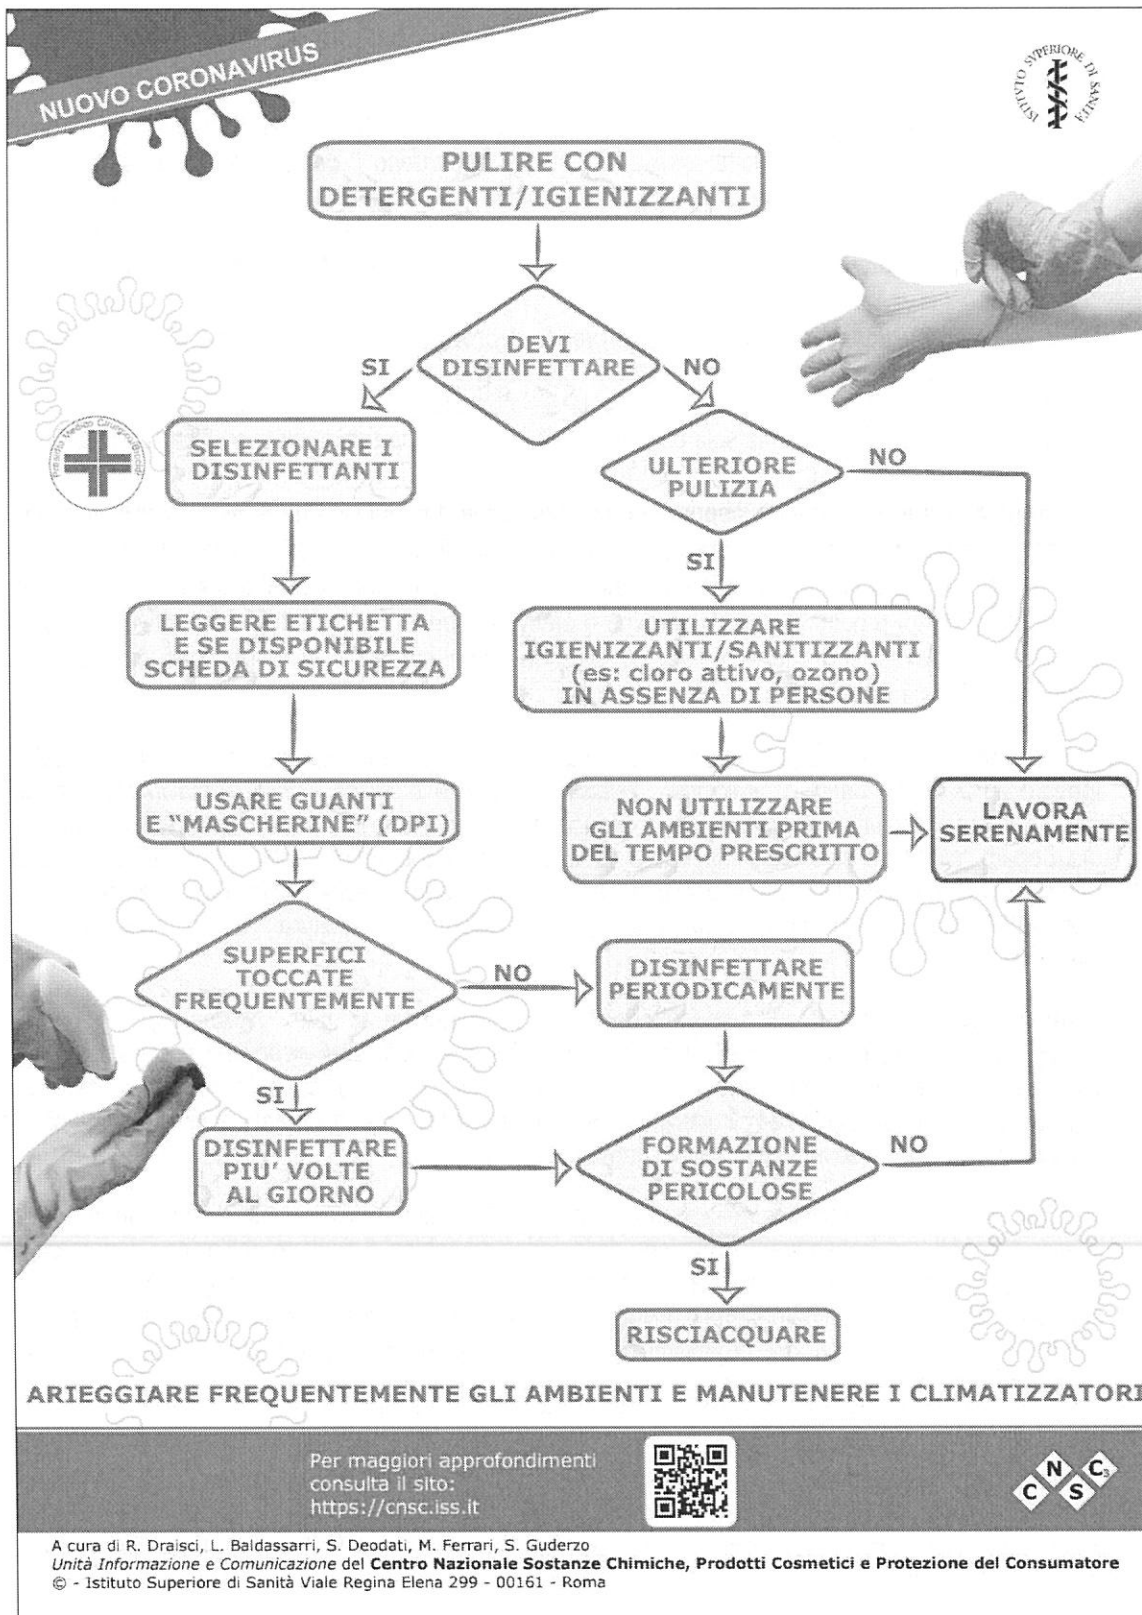 NUOVO CORONAVIRUS
ISTITUTO SUPERIORE DI SANITÀ
PULIRE CON
DETERGENTI/IGIENIZZANTI
DEVI
DISINFETTARE
SI
NO
SELEZIONARE I
DISINFETTANTI
ULTERIORE
PULIZIA
NO
SI
LEGGERE ETICHETTA
E SE DISPONIBILE
SCHEDA DI SICUREZZA
UTILIZZARE
IGIENIZZANTI/SANITIZZANTI
(es: cloro attivo, ozono)
IN ASSENZA DI PERSONE
USARE GUANTI
E “MASCHERINE” (DPI)
NON UTILIZZARE
GLI AMBIENTI PRIMA
DEL TEMPO PRESCRITTO
LAVORA
SERENAMENTE
SUPERFICI
TOCCATE
FREQUENTEMENTE
NO
DISINFETTARE
PERIODICAMENTE
SI
DISINFETTARE
PIU’ VOLTE
AL GIORNO
FORMAZIONE
DI SOSTANZE
PERICOLOSE
NO
SI
RISCIACQUARE
ARIEGGIARE FREQUENTEMENTE GLI AMBIENTI E MANUTENERE I CLIMATIZZATORI
Per maggiori approfondimenti
consulta il sito:
https://cnsc.iss.it
C N S C3
A cura di R. Draisci, L. Baldassarri, S. Deodati, M. Ferrari, S. Guderzo
Unità Informazione e Comunicazione del Centro Nazionale Sostanze Chimiche, Prodotti Cosmetici e Protezione del Consumatore
© - Istituto Superiore di Sanità Viale Regina Elena 299 - 00161 - Roma